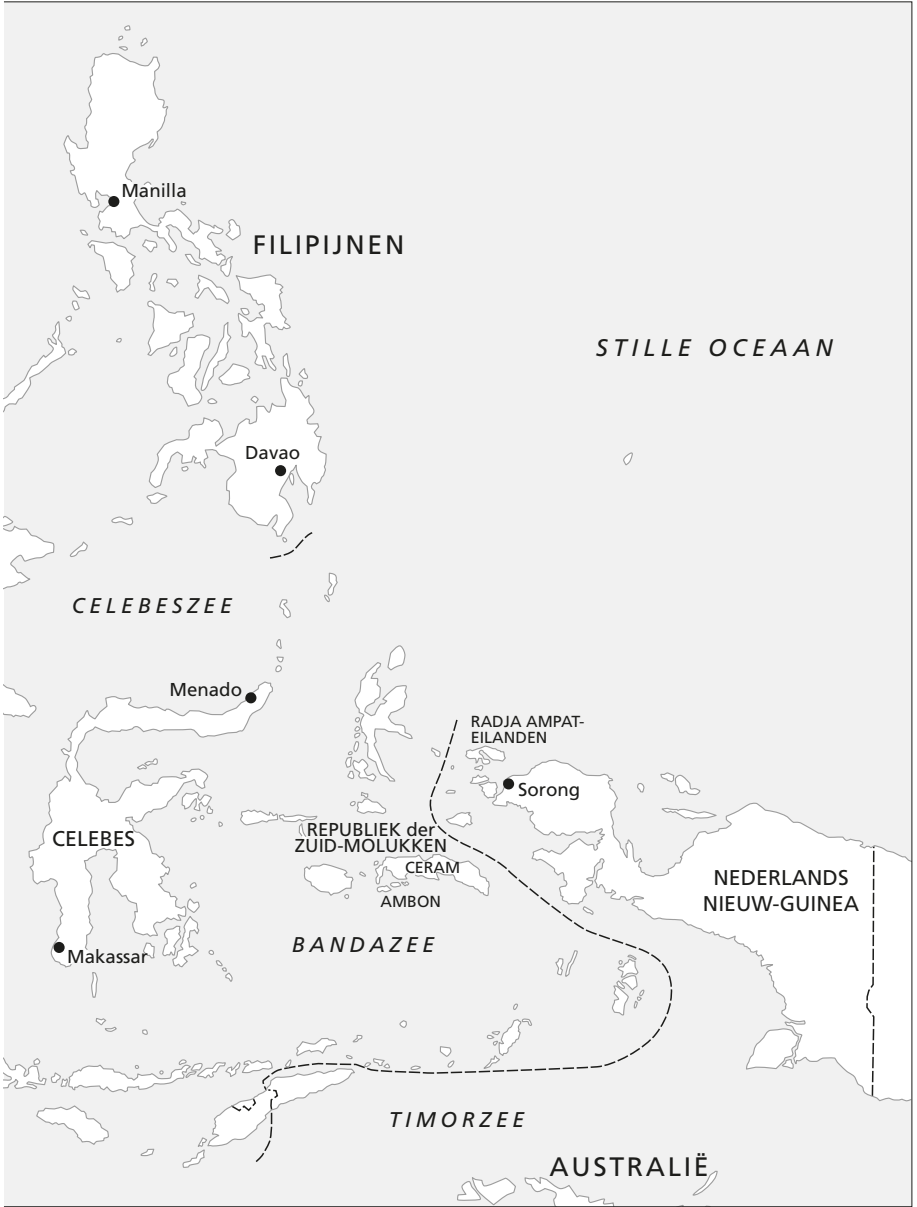 Manilla
FILIPIJNEN
STILLE OCEAAN
Davao
CELEBESZEE
Menado
RADJA AMPAT-
EILANDEN
Sorong
REPUBLIEK der
ZUID-MOLUKKEN
CELEBES
CERAM
AMBON
NEDERLANDS
NIEUW-GUINEA
BANDAZEE
Makassar
TIMORZEE
AUSTRALIË